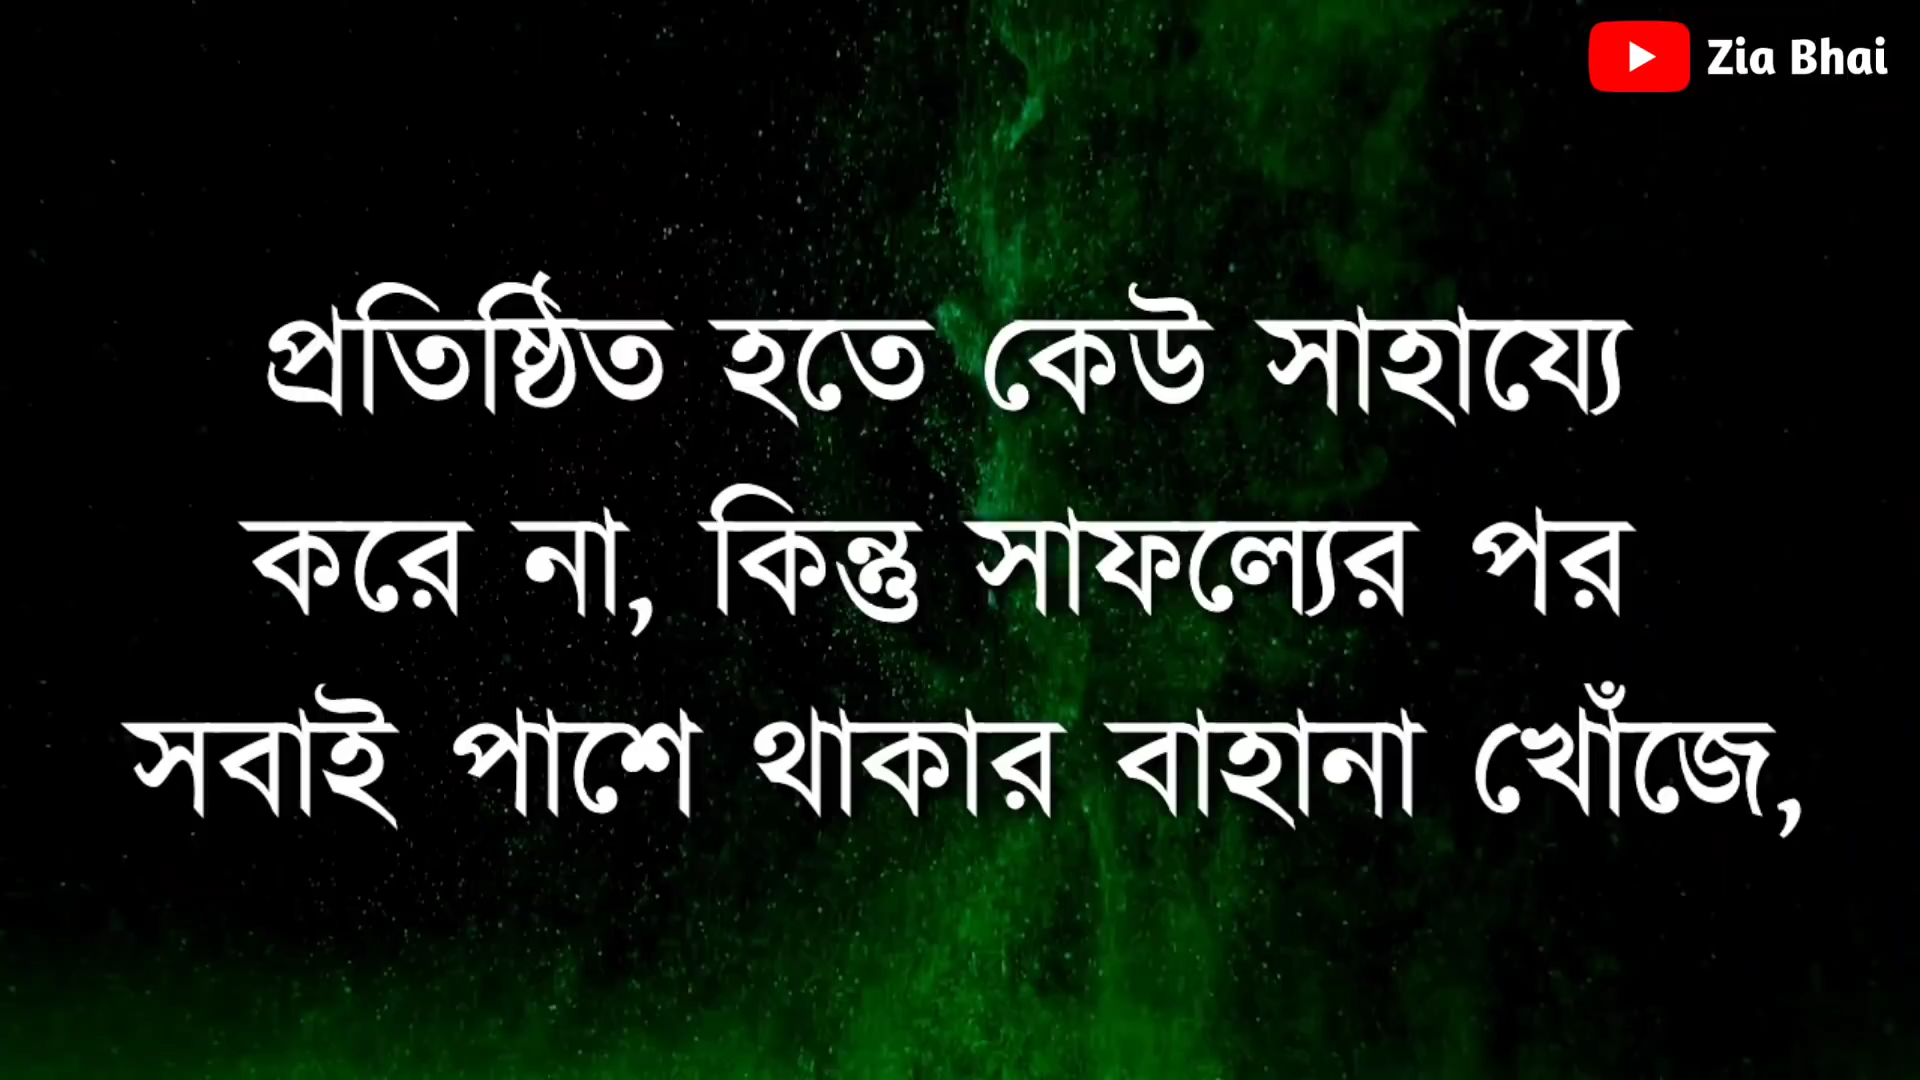 Zia Bhai
প্রতিষ্ঠিত হতে কেউ সাহায্যে
করে না, কিন্তু সাফল্যের পর
সবাই পাশে থাকার বাহানা খোঁজে,